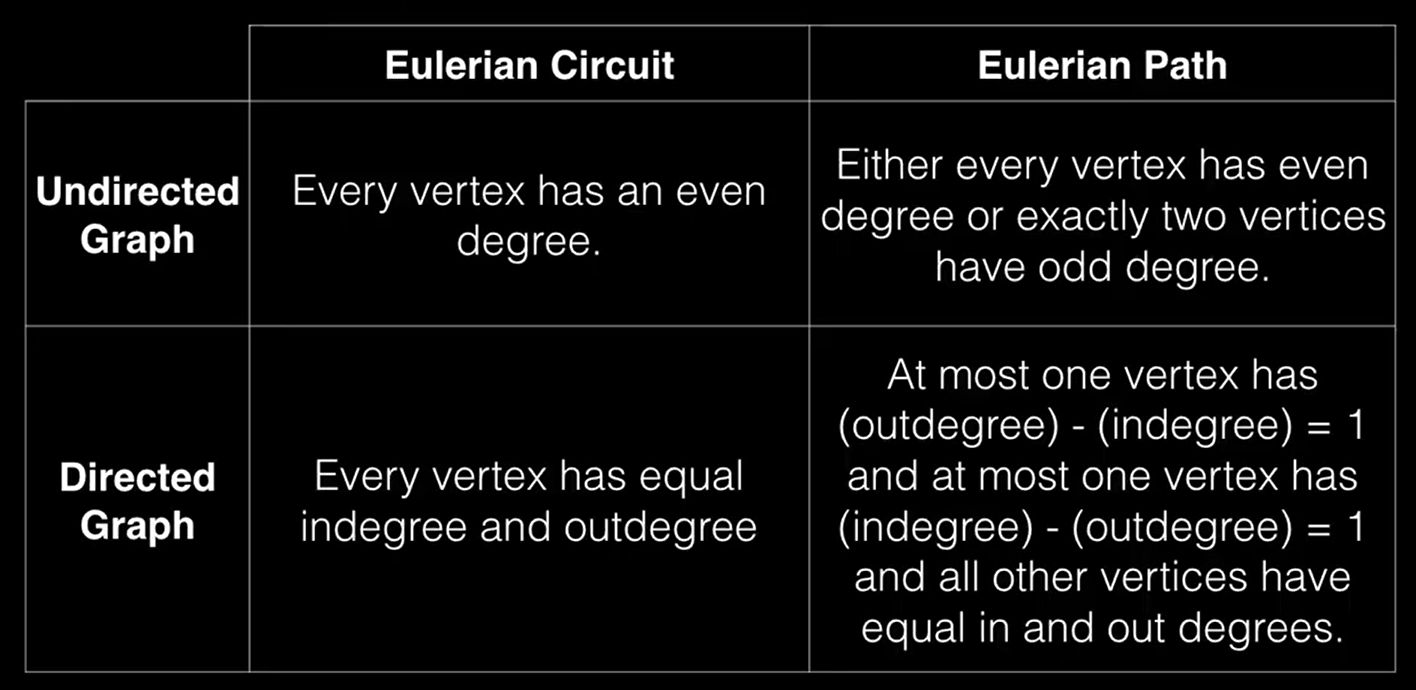 Eulerian Circuit
Eulerian Path
Undirected
Graph
Every vertex has an even
degree.
Either every vertex has even
degree or exactly two vertices
have odd degree.
Directed
Graph
Every vertex has equal
indegree and outdegree
At most one vertex has
(outdegree) - (indegree) = 1
and at most one vertex has
(indegree) - (outdegree) = 1
and all other vertices have
equal in and out degrees.